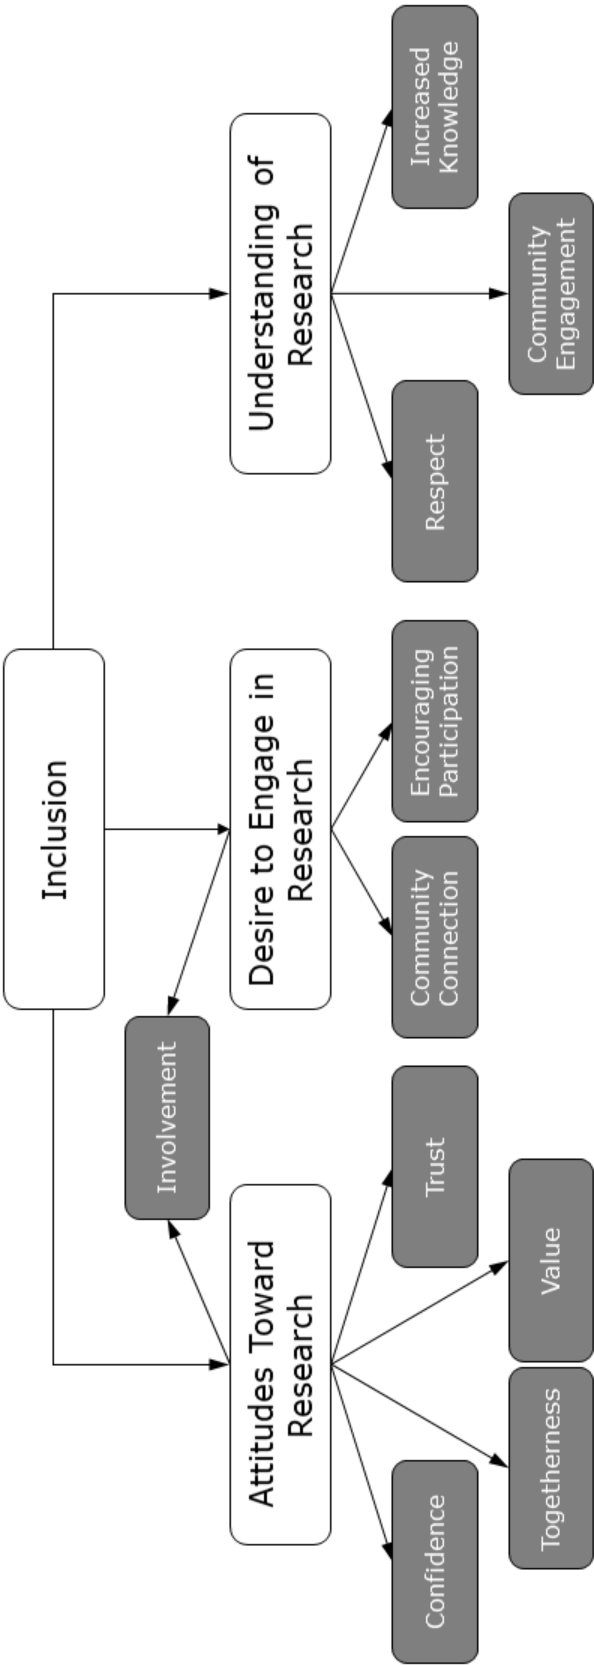 Inclusion
Involvement
Attitudes Toward
Research
Desire to Engage in
Research
Understanding of
Research
Confidence
Trust
Community
Connection
Encouraging
Participation
Respect
Increased
Knowledge
Togetherness
Value
Community
Engagement